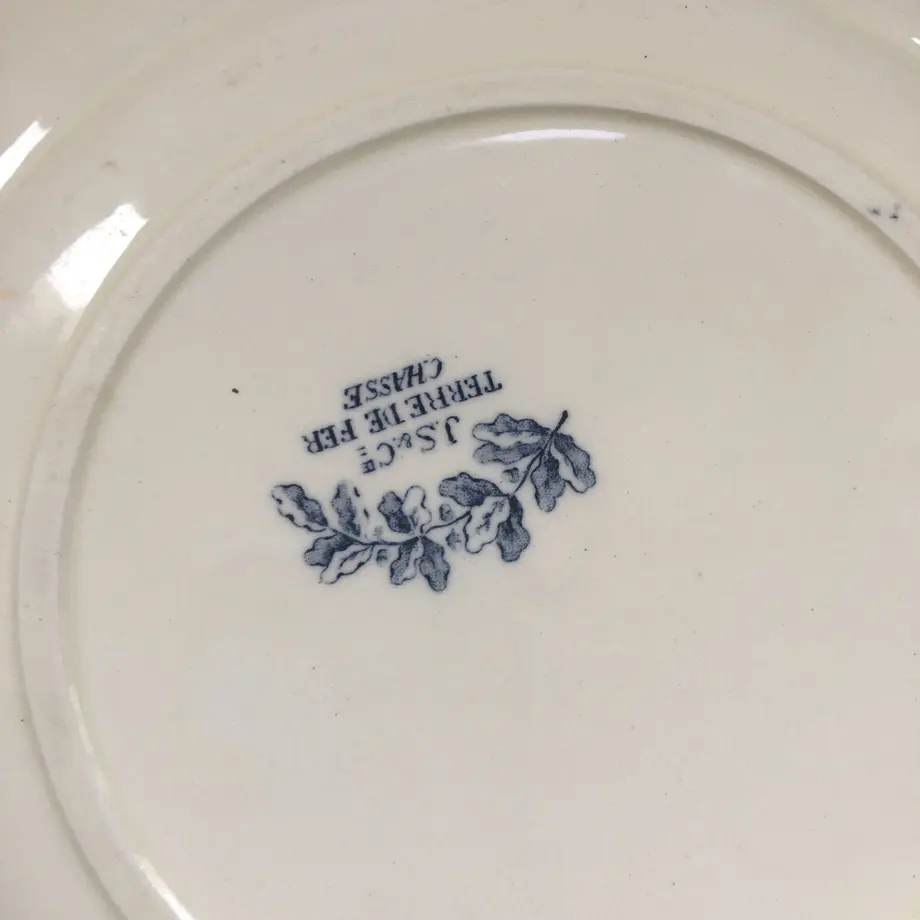 J.S & Cᴵᴱ
TERRE DE FER
CHASSE